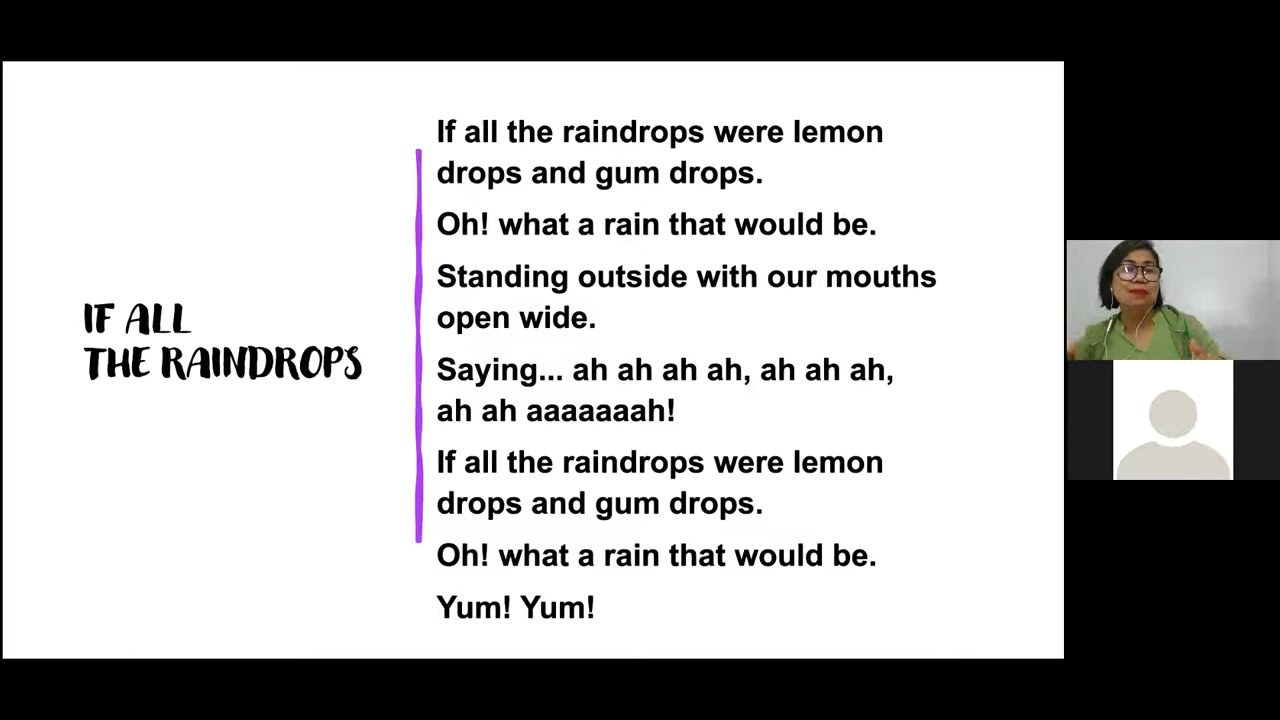 IF ALL
THE RAINDROPS
If all the raindrops were lemon
drops and gum drops.
Oh! what a rain that would be.
Standing outside with our mouths
open wide.
Saying... ah ah ah ah, ah ah ah,
ah ah aaaaaaah!
If all the raindrops were lemon
drops and gum drops.
Oh! what a rain that would be.
Yum! Yum!